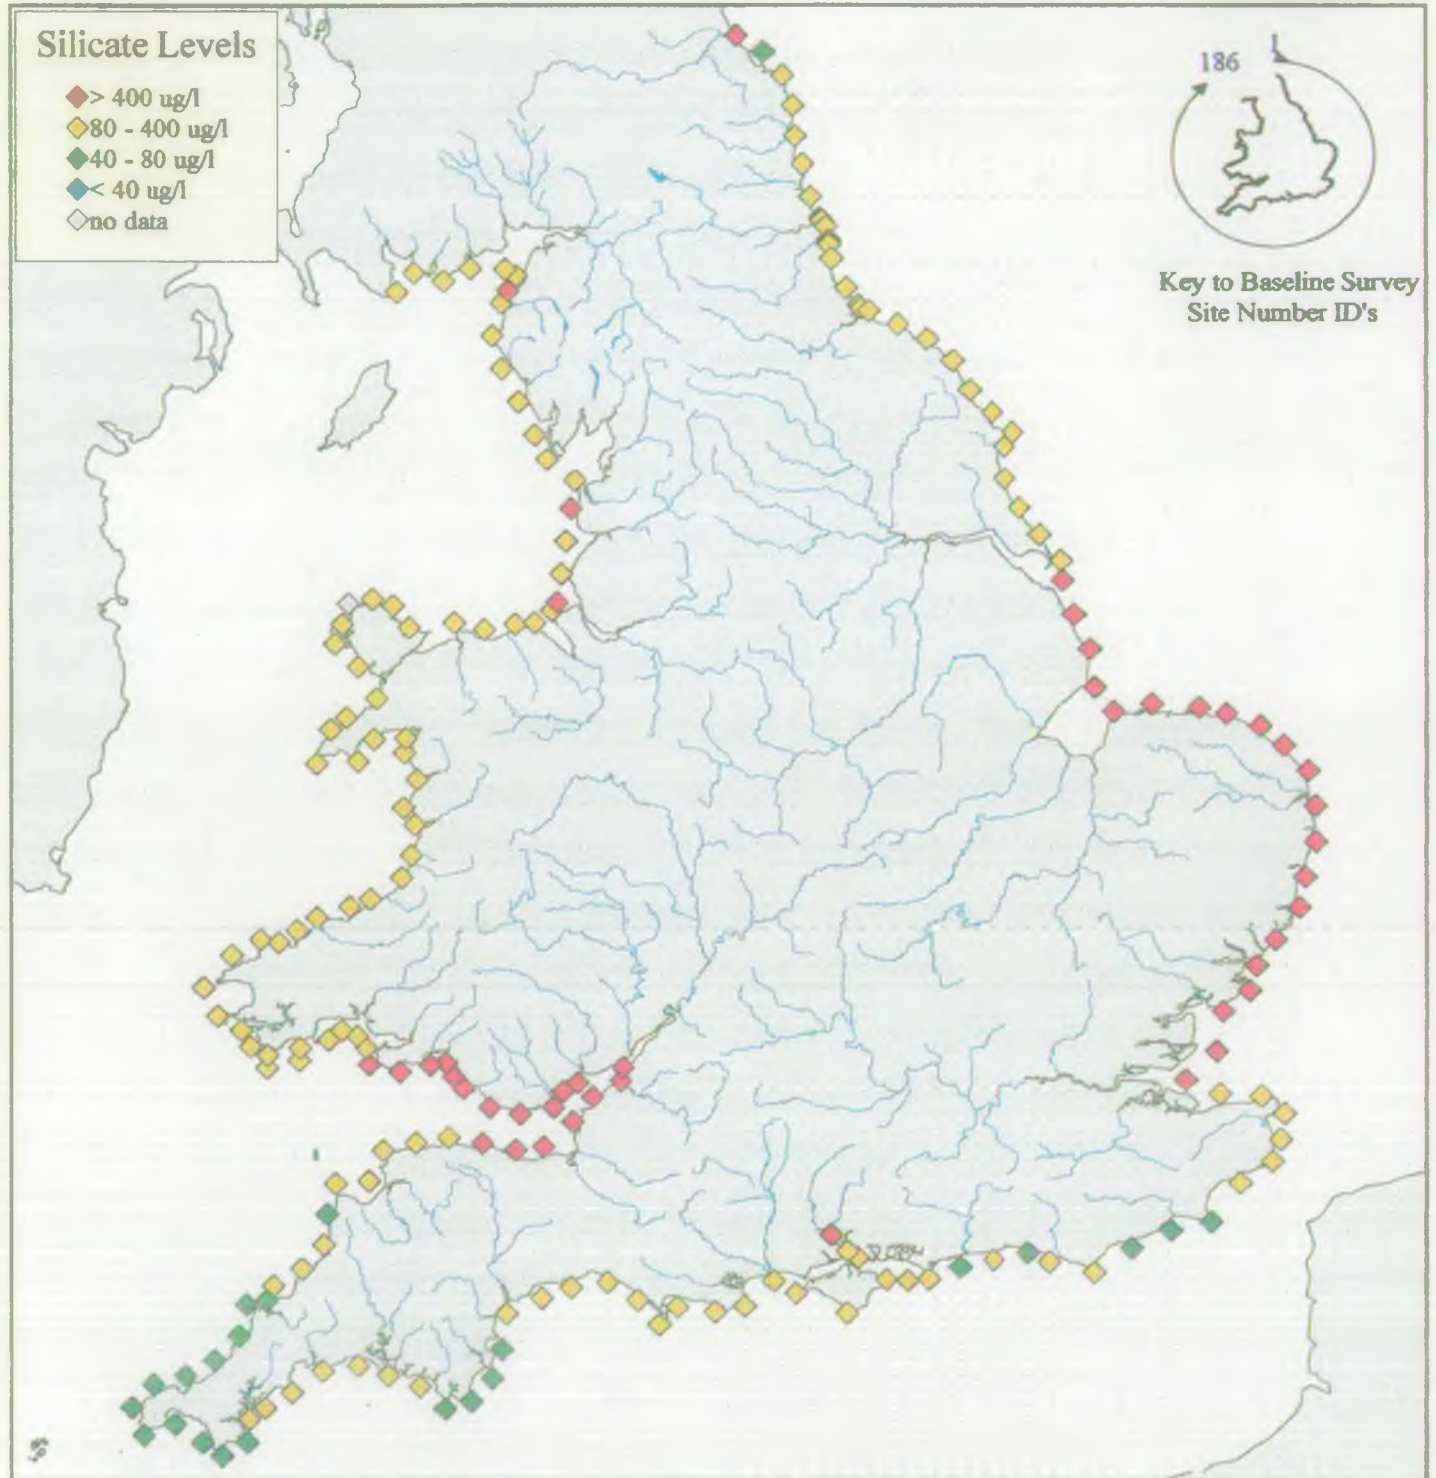 Silicate Levels
> 400 ug/l
80 - 400 ug/l
40 - 80 ug/l
< 40 ug/l
no data
1
186
Key to Baseline Survey
Site Number ID's